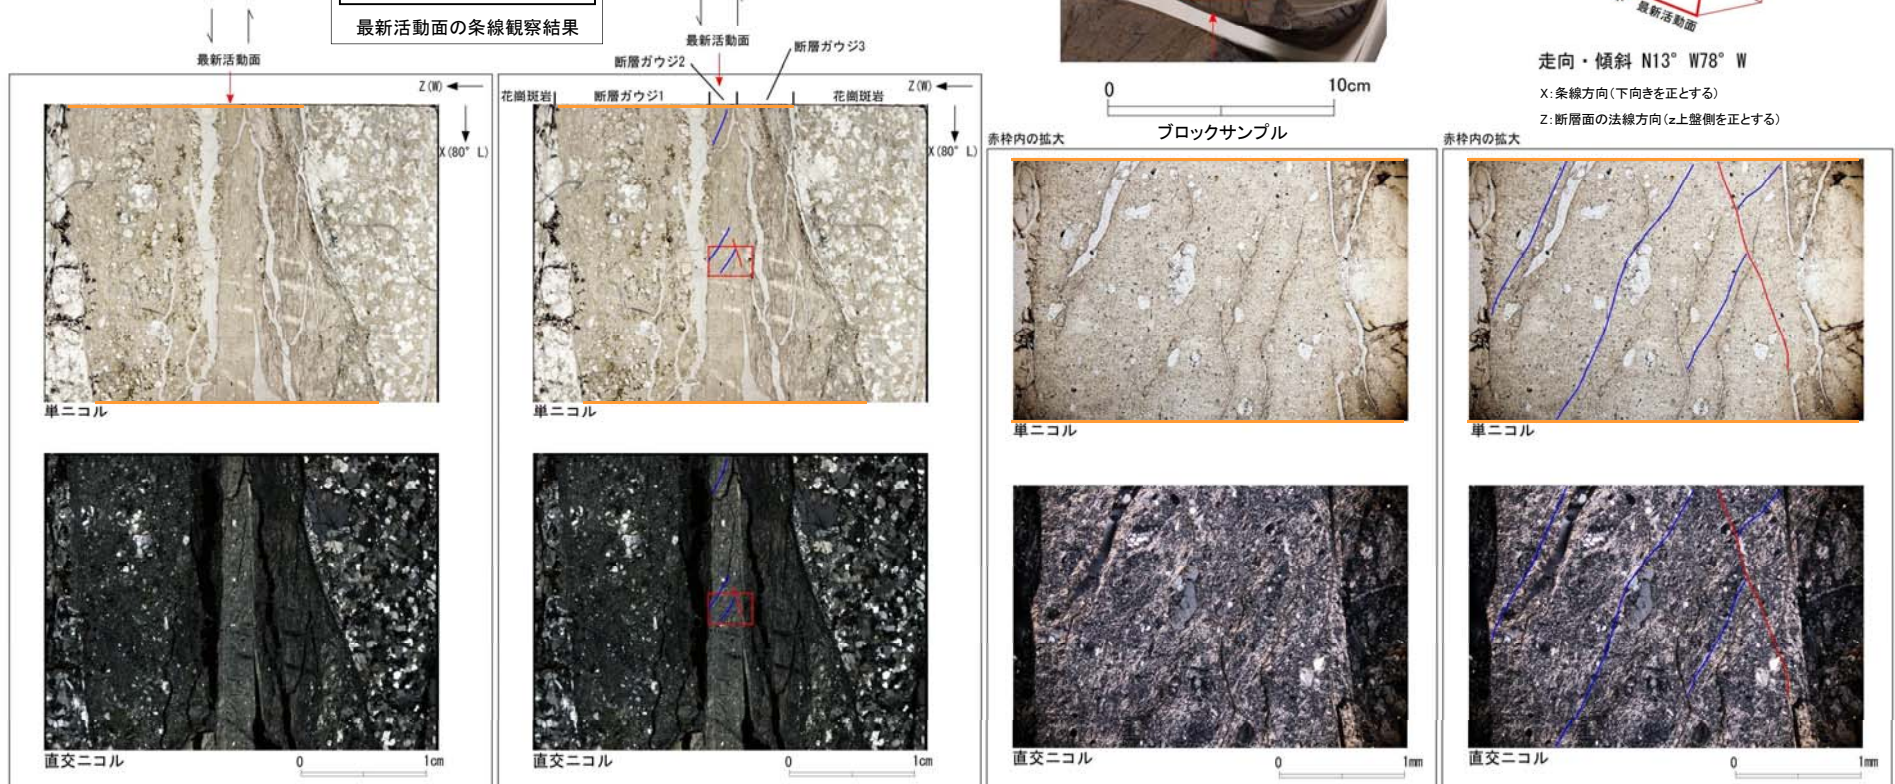 最新活動面の条線観察結果
最新活動面
最新活動面
断層ガウジ2
断層ガウジ3
最新活動面
走向・傾斜 N13°W78°W
X:条線方向(下向きを正とする)
Z:断層面の法線方向(z上盤側を正とする)
0 10cm
ブロックサンプル
Z(W)
X(80°L)
単ニコル
直交ニコル
0 1cm
花崗斑岩
断層ガウジ1
花崗斑岩
Z(W)
X(80°L)
単ニコル
直交ニコル
0 1cm
赤枠内の拡大
単ニコル
直交ニコル
0 1mm
赤枠内の拡大
単ニコル
直交ニコル
0 1mm